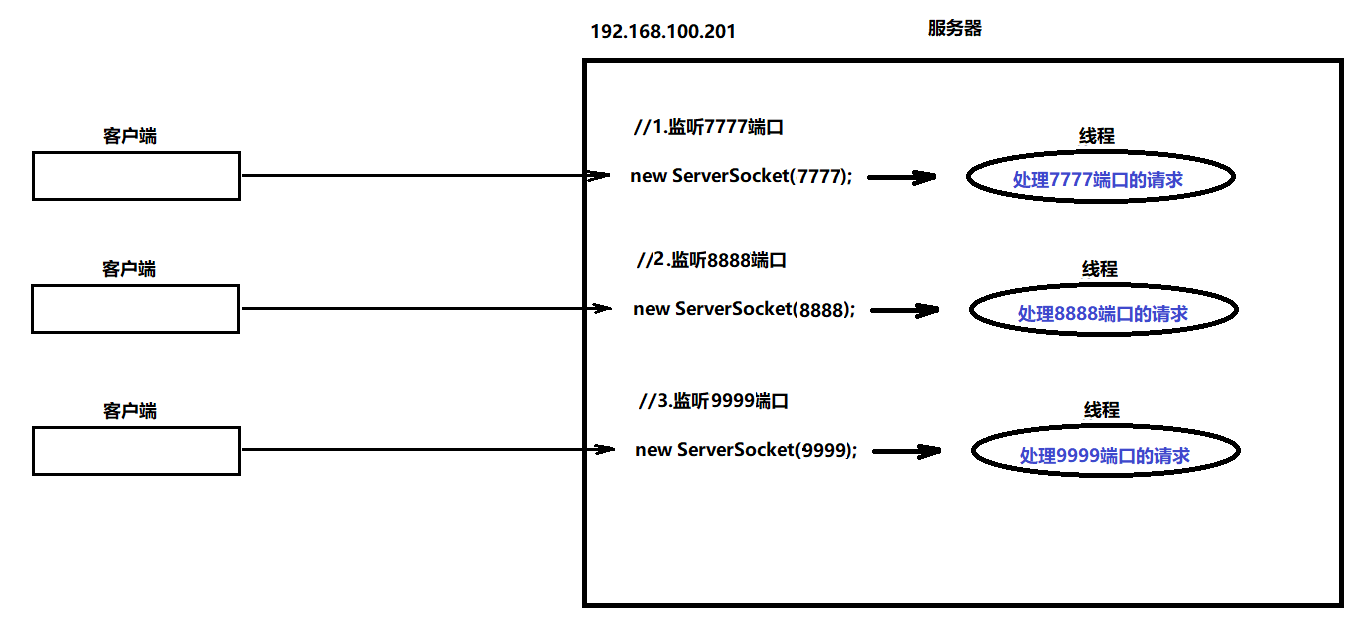 192.168.100.201
服务器
客户端
//1.监听7777端口
new ServerSocket(7777);
线程
处理7777端口的请求
客户端
//2.监听8888端口
new ServerSocket(8888);
线程
处理8888端口的请求
客户端
//3.监听9999端口
new ServerSocket(9999);
线程
处理9999端口的请求